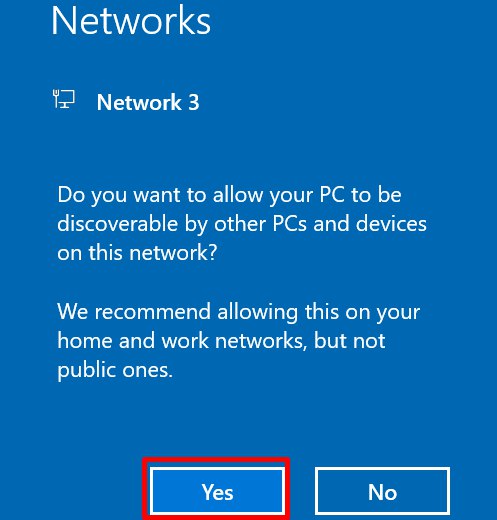 Networks
Network 3
Do you want to allow your PC to be
discoverable by other PCs and devices
on this network?
We recommend allowing this on your
home and work networks, but not
public ones.
Yes
No